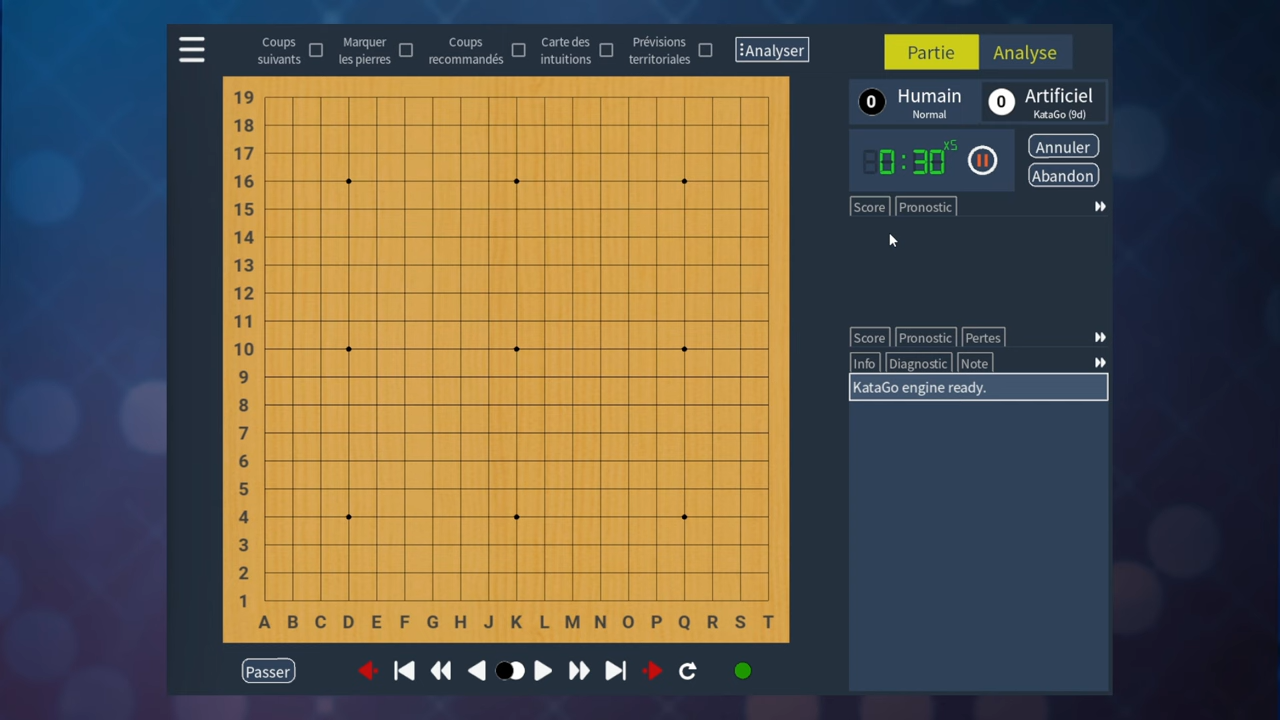 Coups suivants
Marquer les pierres
Coups recommandés
Carte des intuitions
Prévisions territoriales
Analyser
Partie
Analyse
0 Humain
Normal
0 Artificiel
KataGo (9d)
0:30 x5
Annuler
Abandon
Score Pronostic
Score Pronostic Pertes
Info Diagnostic Note
KataGo engine ready.
19
18
17
16
15
14
13
12
11
10
9
8
7
6
5
4
3
2
1
A B C D E F G H J K L M N O P Q R S T
Passer